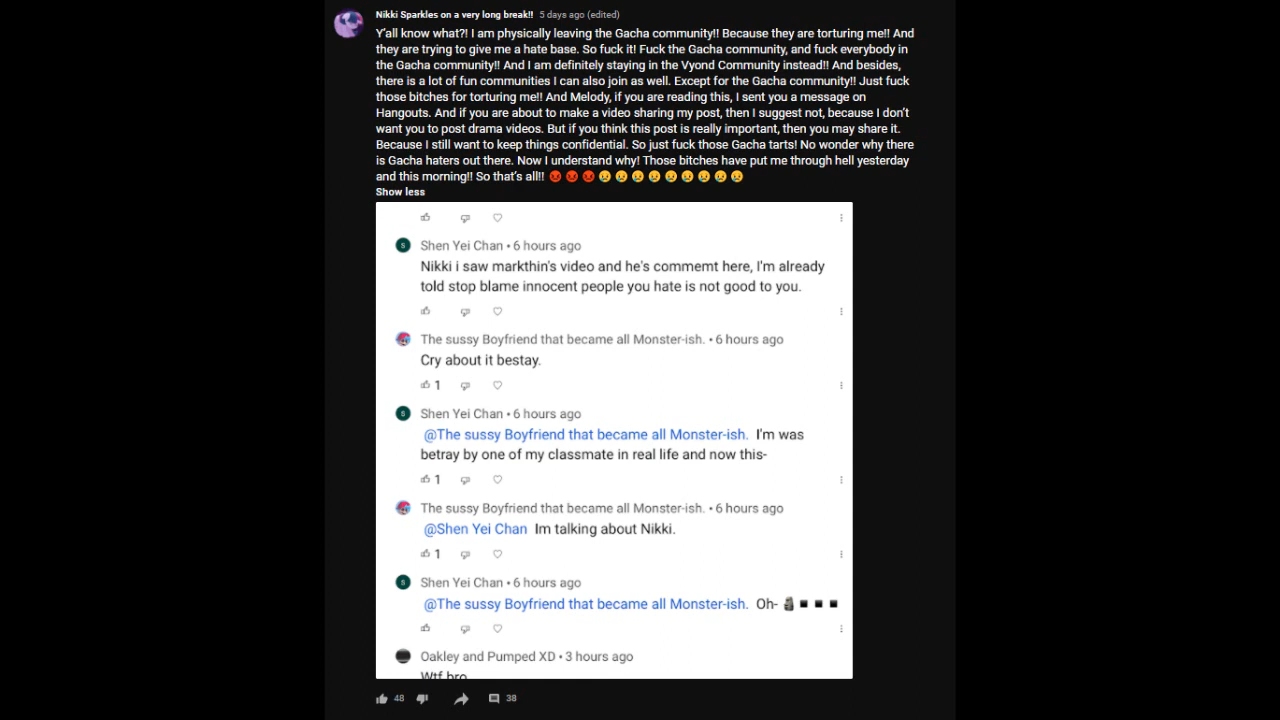 Nikki Sparkles on a very long break!! 5 days ago (edited)
Y'all know what?! I am physically leaving the Gacha community!! Because they are torturing me!! And
they are trying to give me a hate base. So fuck it! Fuck the Gacha community, and fuck everybody in
the Gacha community!! And I am definitely staying in the Vyond Community instead!! And besides,
there is a lot of fun communities I can also join as well. Except for the Gacha community!! Just fuck
those bitches for torturing me!! And Melody, if you are reading this, I sent you a message on
Hangouts. And if you are about to make a video sharing my post, then I suggest not, because I don't
want you to post drama videos. But if you think this post is really important, then you may share it.
Because I still want to keep things confidential. So just fuck those Gacha tarts! No wonder why there
is Gacha haters out there. Now I understand why! Those bitches have put me through hell yesterday
and this morning!! So that's all!! 😡 😡 😡 😢 😢 😢 😢 😢 😢 😢 😢 😢
Show less
S Shen Yei Chan • 6 hours ago
Nikki i saw markthin's video and he's commemt here, I'm already
told stop blame innocent people you hate is not good to you.
The sussy Boyfriend that became all Monster-ish. • 6 hours ago
Cry about it bestay.
1
S Shen Yei Chan • 6 hours ago
@The sussy Boyfriend that became all Monster-ish. I'm was
betray by one of my classmate in real life and now this-
1
The sussy Boyfriend that became all Monster-ish. • 6 hours ago
@Shen Yei Chan Im talking about Nikki.
1
S Shen Yei Chan • 6 hours ago
@The sussy Boyfriend that became all Monster-ish. Oh- 🗿▪️▪️▪️
Oakley and Pumped XD • 3 hours ago
Wtf bro
48 38